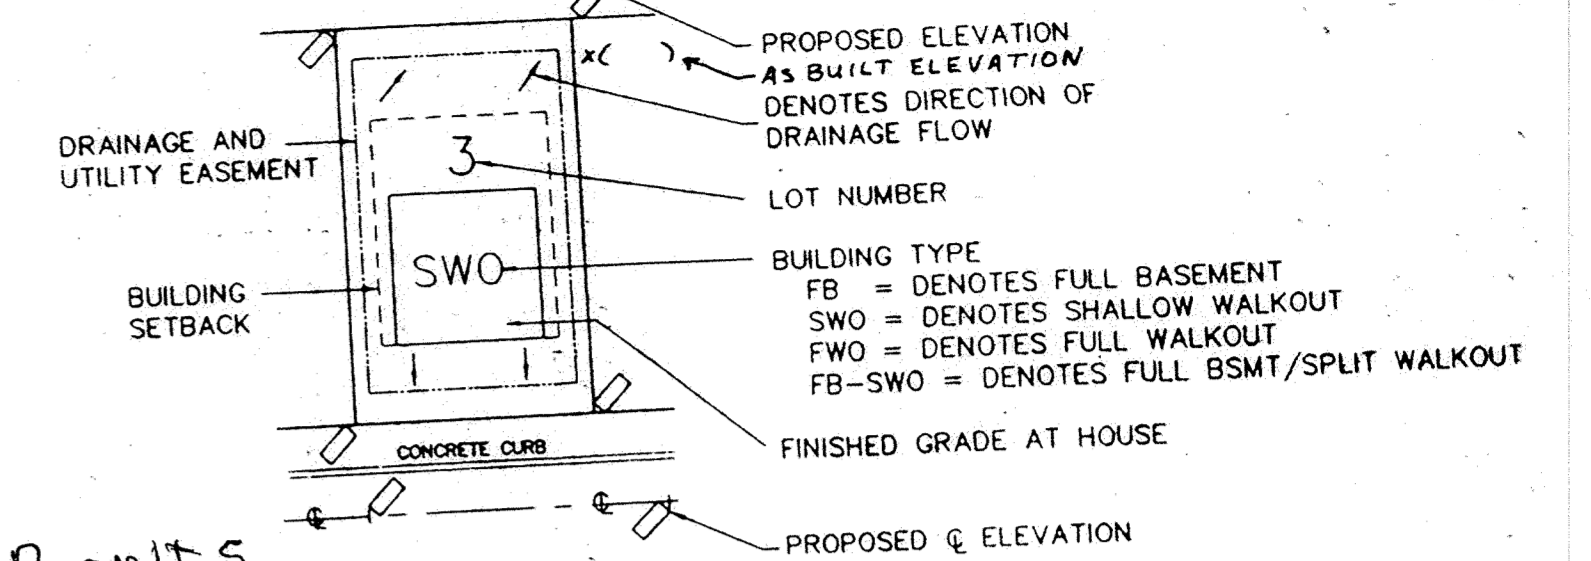 PROPOSED ELEVATION
x( )
AS BUILT ELEVATION
DENOTES DIRECTION OF
DRAINAGE FLOW
DRAINAGE AND
UTILITY EASEMENT
3
LOT NUMBER
SWO
BUILDING TYPE
FB = DENOTES FULL BASEMENT
SWO = DENOTES SHALLOW WALKOUT
FWO = DENOTES FULL WALKOUT
FB-SWO = DENOTES FULL BSMT/SPLIT WALKOUT
BUILDING
SETBACK
FINISHED GRADE AT HOUSE
CONCRETE CURB
℄ ℄
PROPOSED ℄ ELEVATION